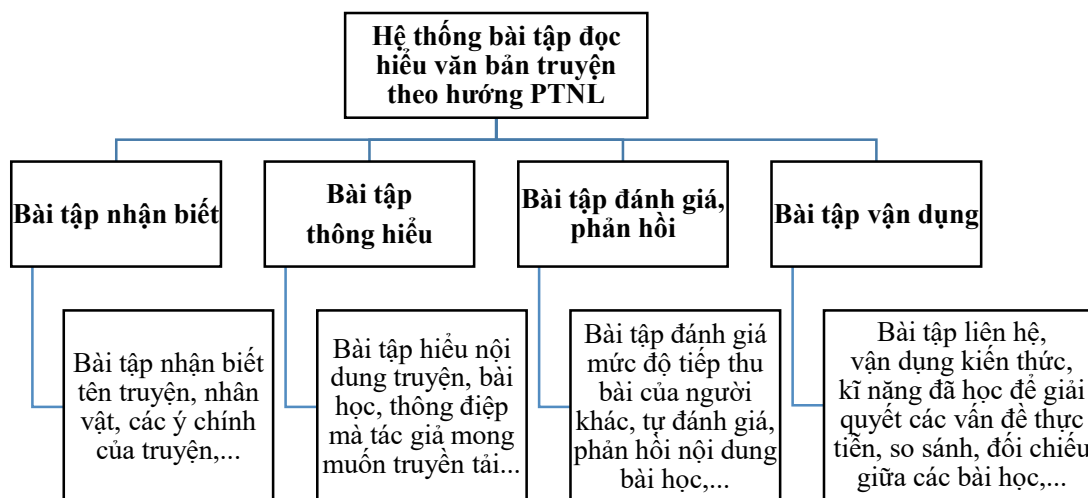 Hệ thống bài tập đọc
hiểu văn bản truyện
theo hướng PTNL
Bài tập nhận biết
Bài tập
thông hiểu
Bài tập đánh giá,
phản hồi
Bài tập vận dụng
Bài tập nhận biết
tên truyện, nhân
vật, các ý chính
của truyện,...
Bài tập hiểu nội
dung truyện, bài
học, thông điệp
mà tác giả mong
muốn truyền tải...
Bài tập đánh giá
mức độ tiếp thu
bài của người
khác, tự đánh giá,
phản hồi nội dung
bài học,...
Bài tập liên hệ,
vận dụng kiến thức,
kĩ năng đã học để giải
quyết các vấn đề thực
tiễn, so sánh, đối chiếu
giữa các bài học,...